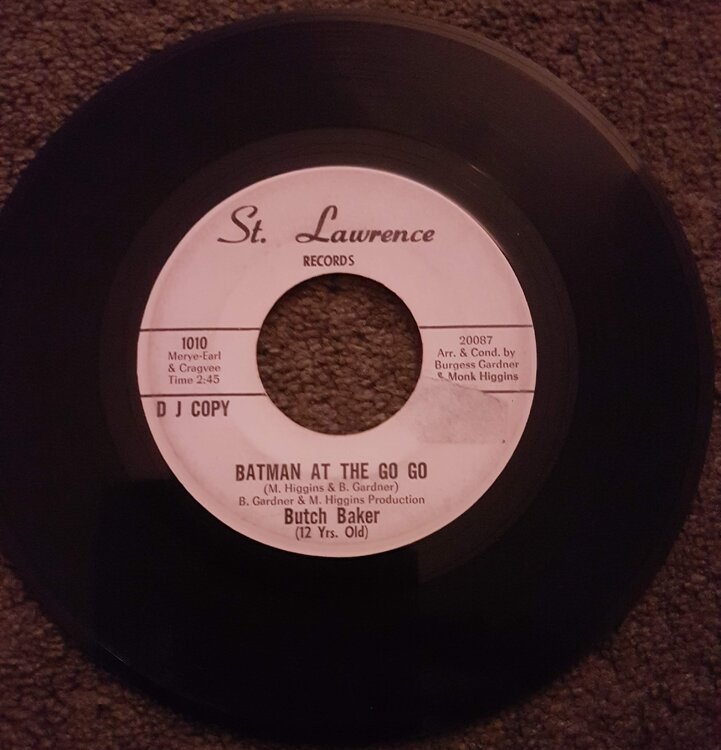 St. Lawrence
RECORDS
1010
Merye-Earl
& Cragvee
Time 2:45
20087
Arr. & Cond. by
Burgess Gardner
& Monk Higgins
D J COPY
BATMAN AT THE GO GO
(M. Higgins & B. Gardner)
B. Gardner & M. Higgins Production
Butch Baker
(12 Yrs. Old)